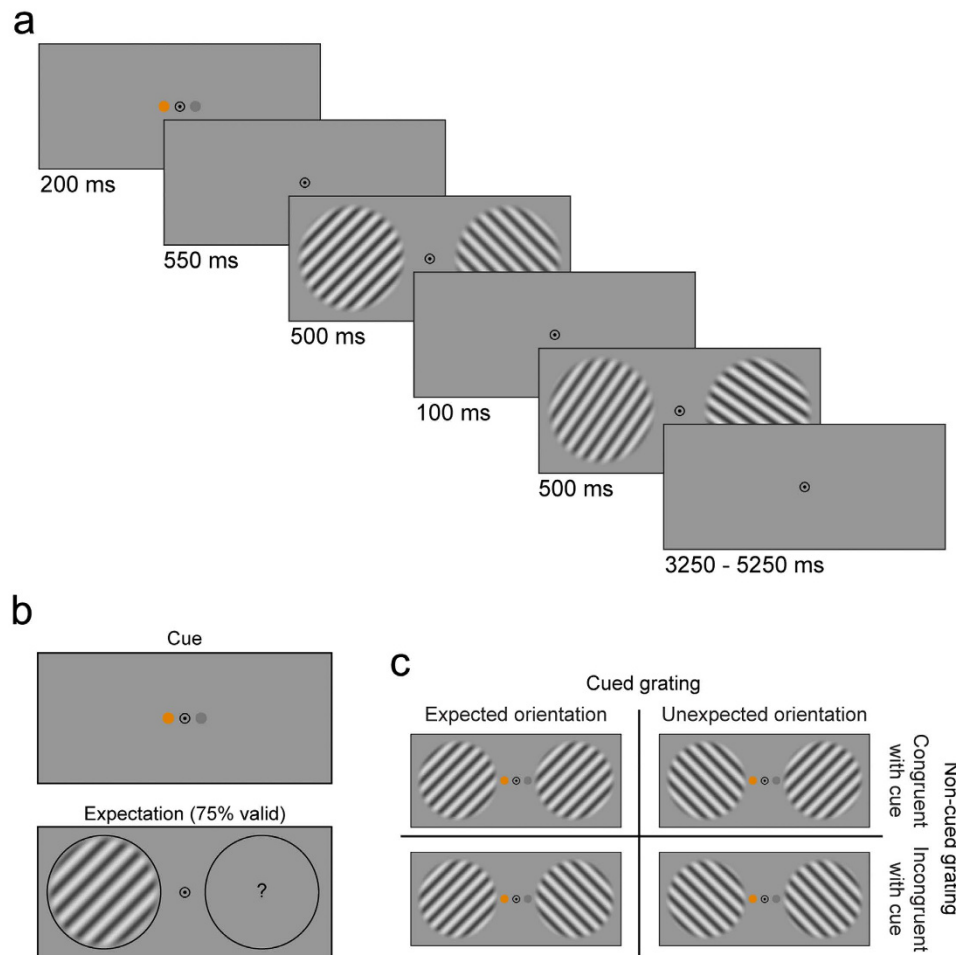 a
200 ms
550 ms
500 ms
100 ms
500 ms
3250 - 5250 ms
b
Cue
Expectation (75% valid)
?
c
Cued grating
Expected orientation
Unexpected orientation
Congruent
with cue
Incongruent
with cue
Non-cued grating